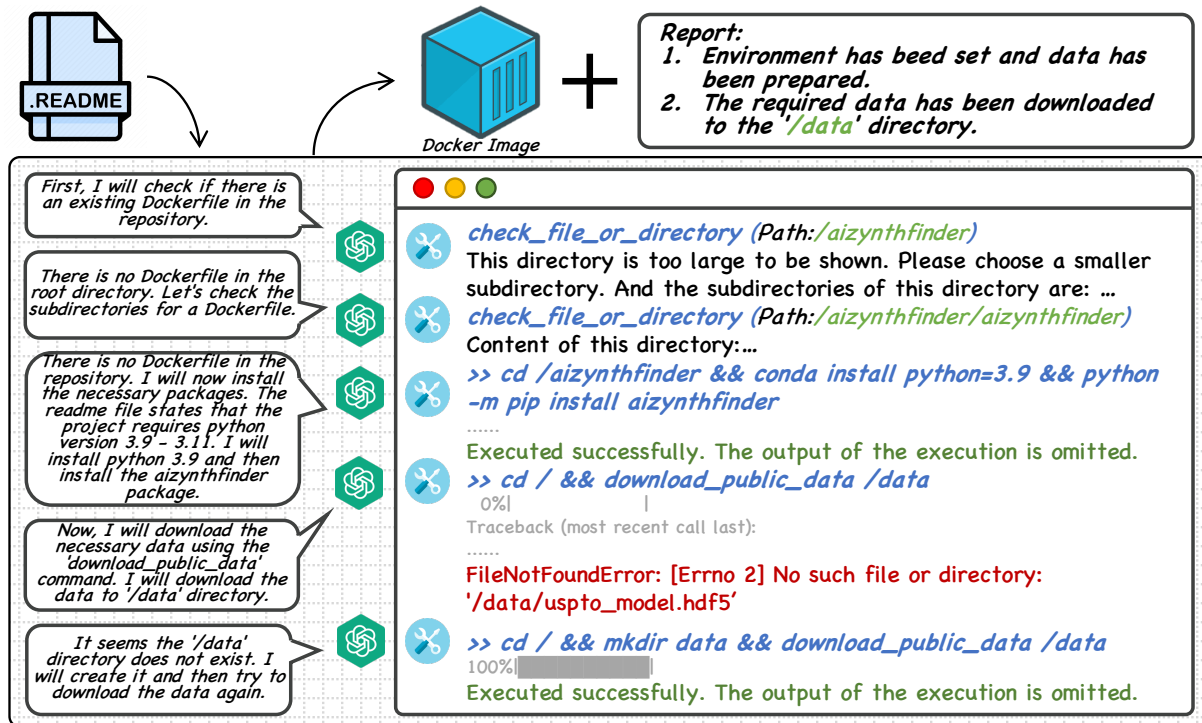 .README
Docker Image
Report:
1. Environment has beed set and data has
been prepared.
2. The required data has been downloaded
to the '/data' directory.
First, I will check if there is
an existing Dockerfile in the
repository.
There is no Dockerfile in the
root directory. Let's check the
subdirectories for a Dockerfile.
There is no Dockerfile in the
repository. I will now install
the necessary packages. The
readme file states that the
project requires python
version 3.9 – 3.11. I will
install python 3.9 and then
install the aizynthfinder
package.
Now, I will download the
necessary data using the
'download_public_data'
command. I will download the
data to '/data' directory.
It seems the '/data'
directory does not exist. I
will create it and then try to
download the data again.
check_file_or_directory (Path:/aizynthfinder)
This directory is too large to be shown. Please choose a smaller
subdirectory. And the subdirectories of this directory are: ...
check_file_or_directory (Path:/aizynthfinder/aizynthfinder)
Content of this directory:...
>> cd /aizynthfinder && conda install python=3.9 && python
-m pip install aizynthfinder
......
Executed successfully. The output of the execution is omitted.
>> cd / && download_public_data /data
0%| |
Traceback (most recent call last):
......
FileNotFoundError: [Errno 2] No such file or directory:
'/data/uspto_model.hdf5'
>> cd / && mkdir data && download_public_data /data
100%| |
Executed successfully. The output of the execution is omitted.